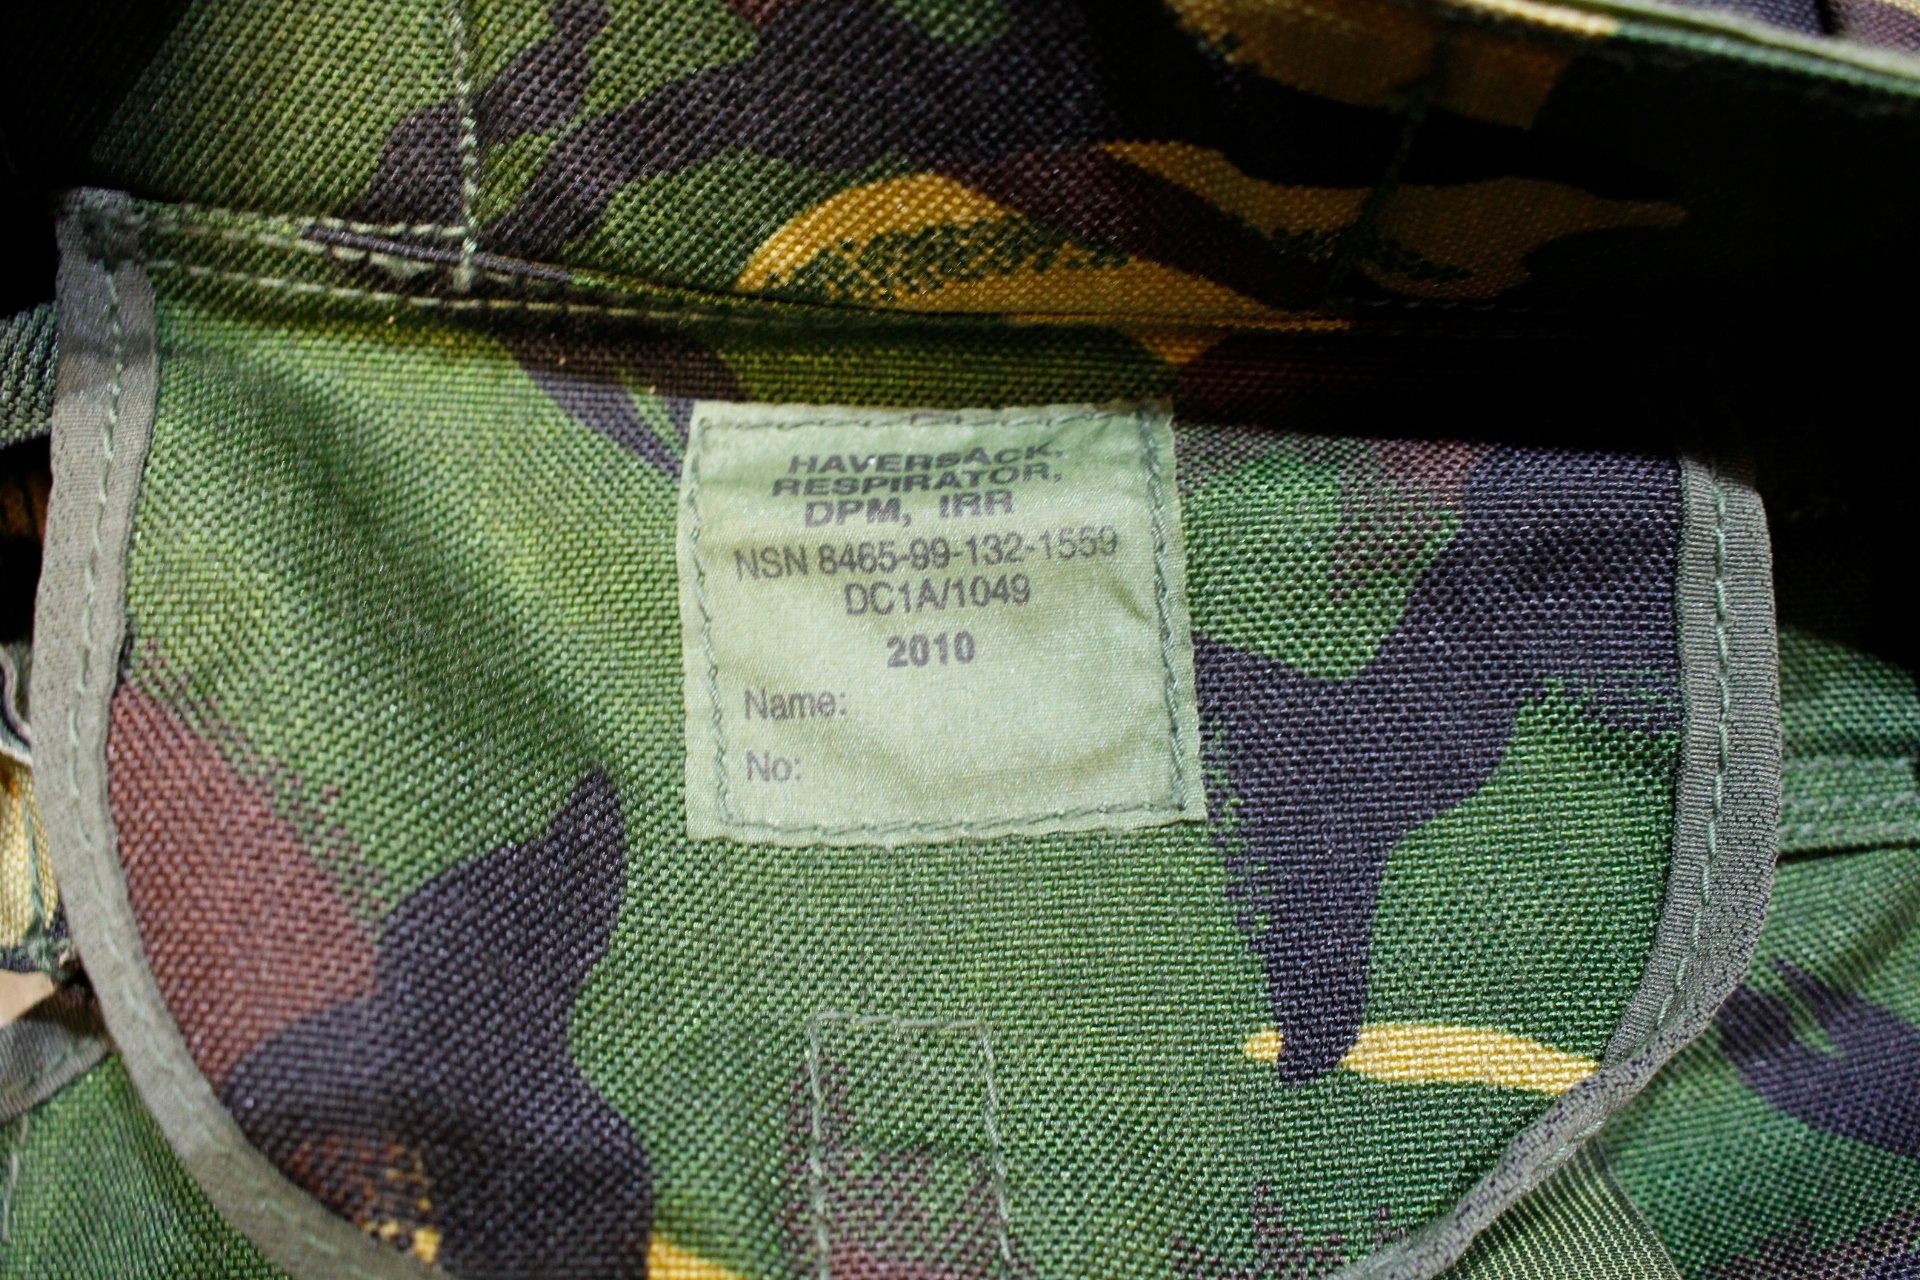 HAVERSACK,
RESPIRATOR,
DPM, IRR
NSN 8465-99-132-1559
DC1A/1049
2010
Name:
No: